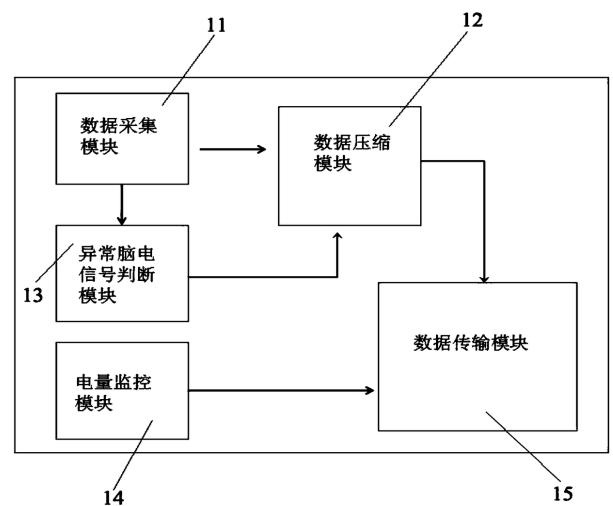 11
12
数据采集
模块
数据压缩
模块
13
异常脑电
信号判断
模块
数据传输模块
电量监控
模块
14
15